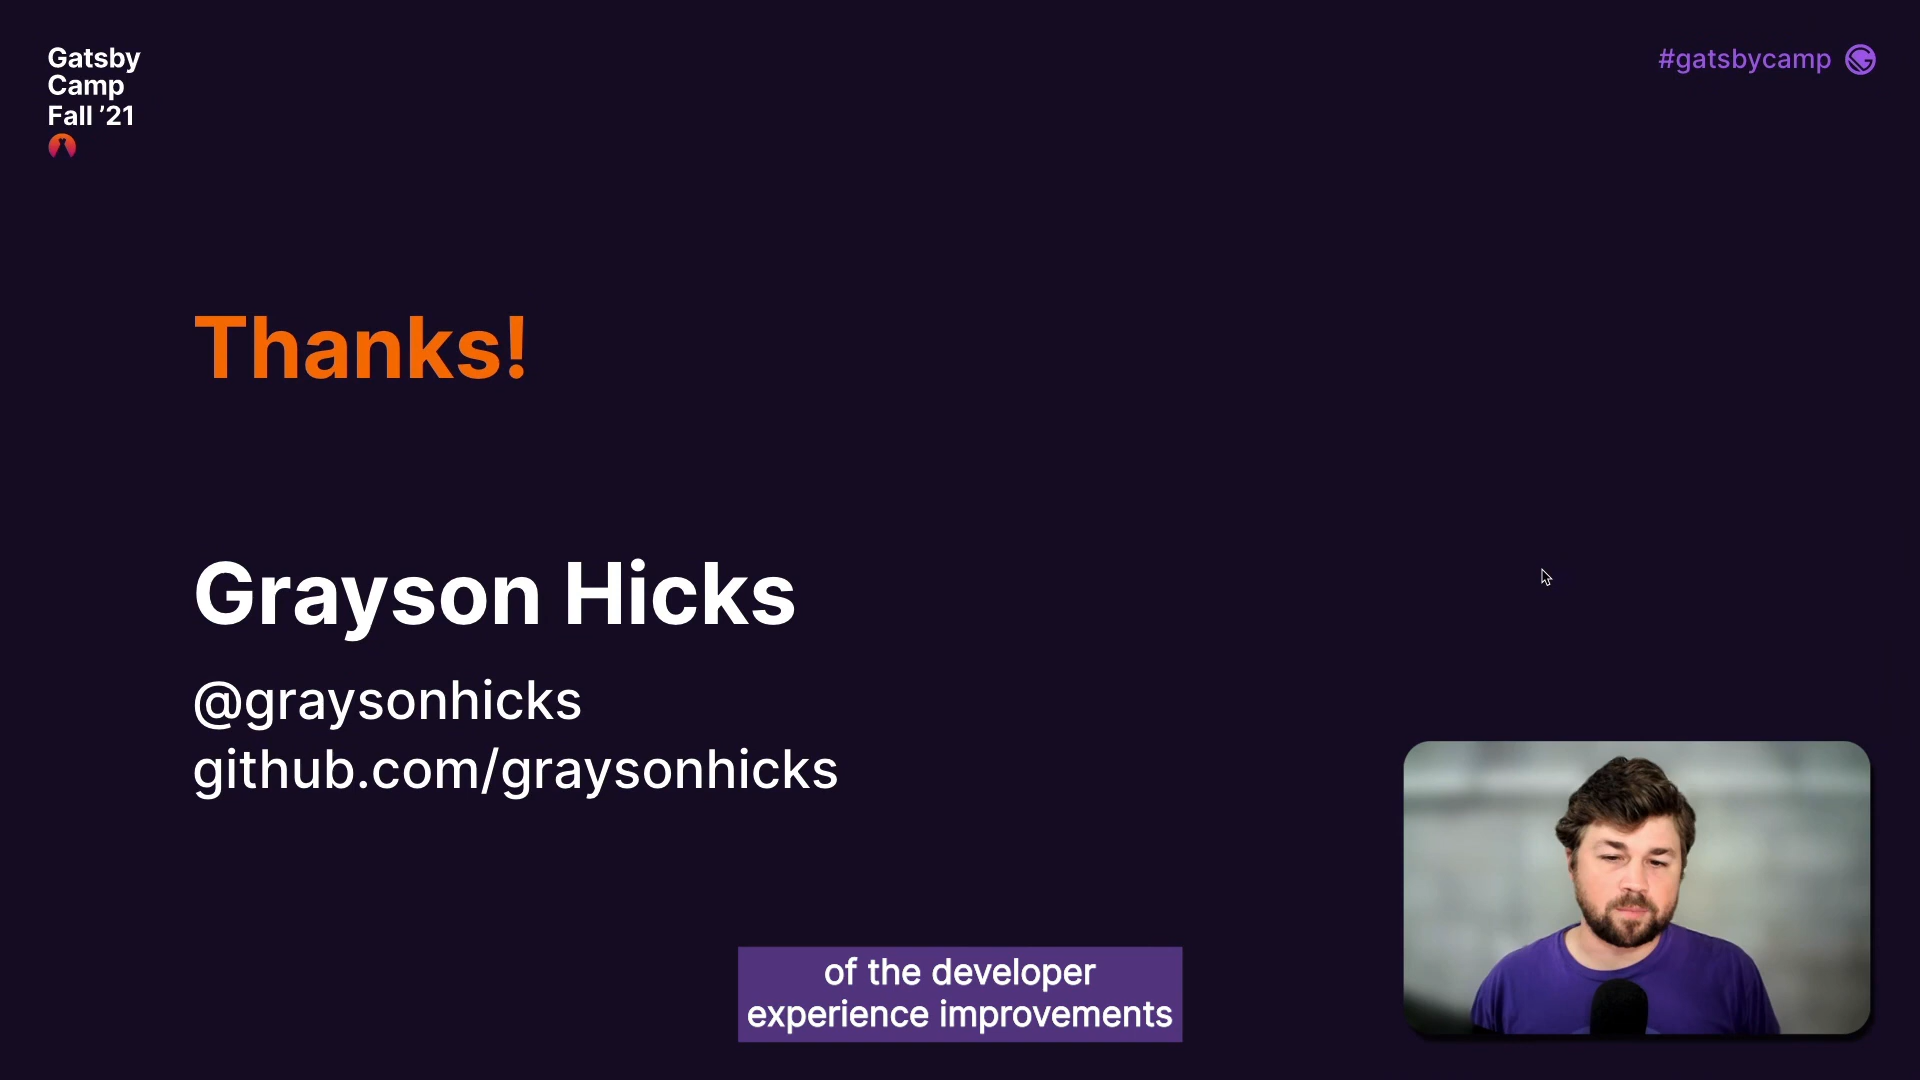 Gatsby
Camp
Fall ’21
#gatsbycamp
Thanks!
Grayson Hicks
@graysonhicks
github.com/graysonhicks
of the developer
experience improvements